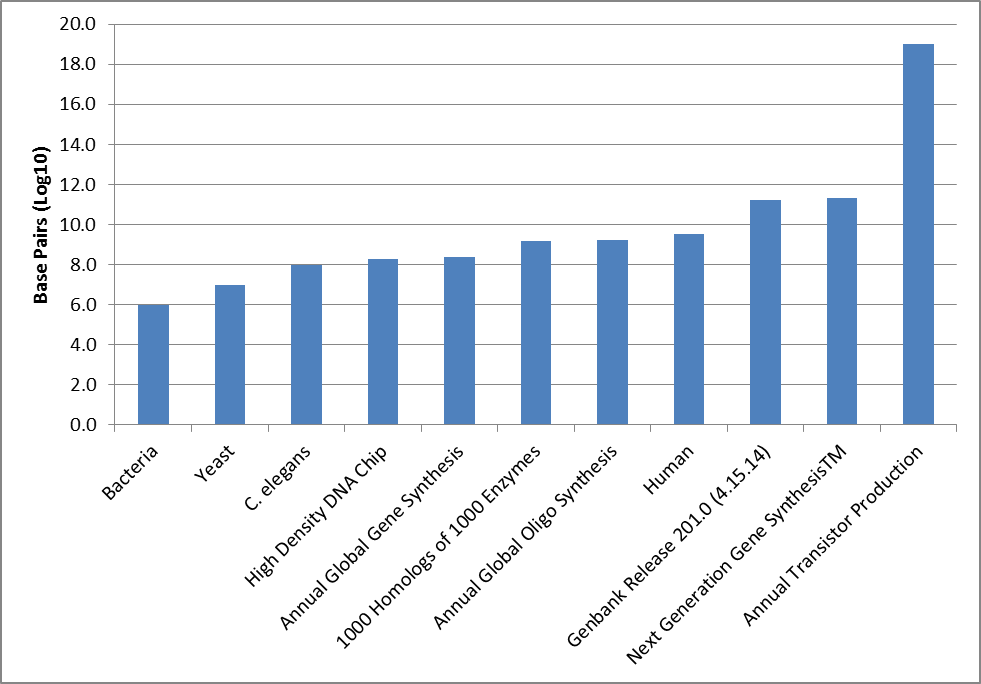 20.0
18.0
16.0
14.0
12.0
10.0
8.0
6.0
4.0
2.0
0.0
Base Pairs (Log10)
Bacteria
Yeast
C. elegans
High Density DNA Chip
Annual Global Gene Synthesis
1000 Homologs of 1000 Enzymes
Annual Global Oligo Synthesis
Human
Genbank Release 201.0 (4.15.14)
Next Generation Gene SynthesisTM
Annual Transistor Production